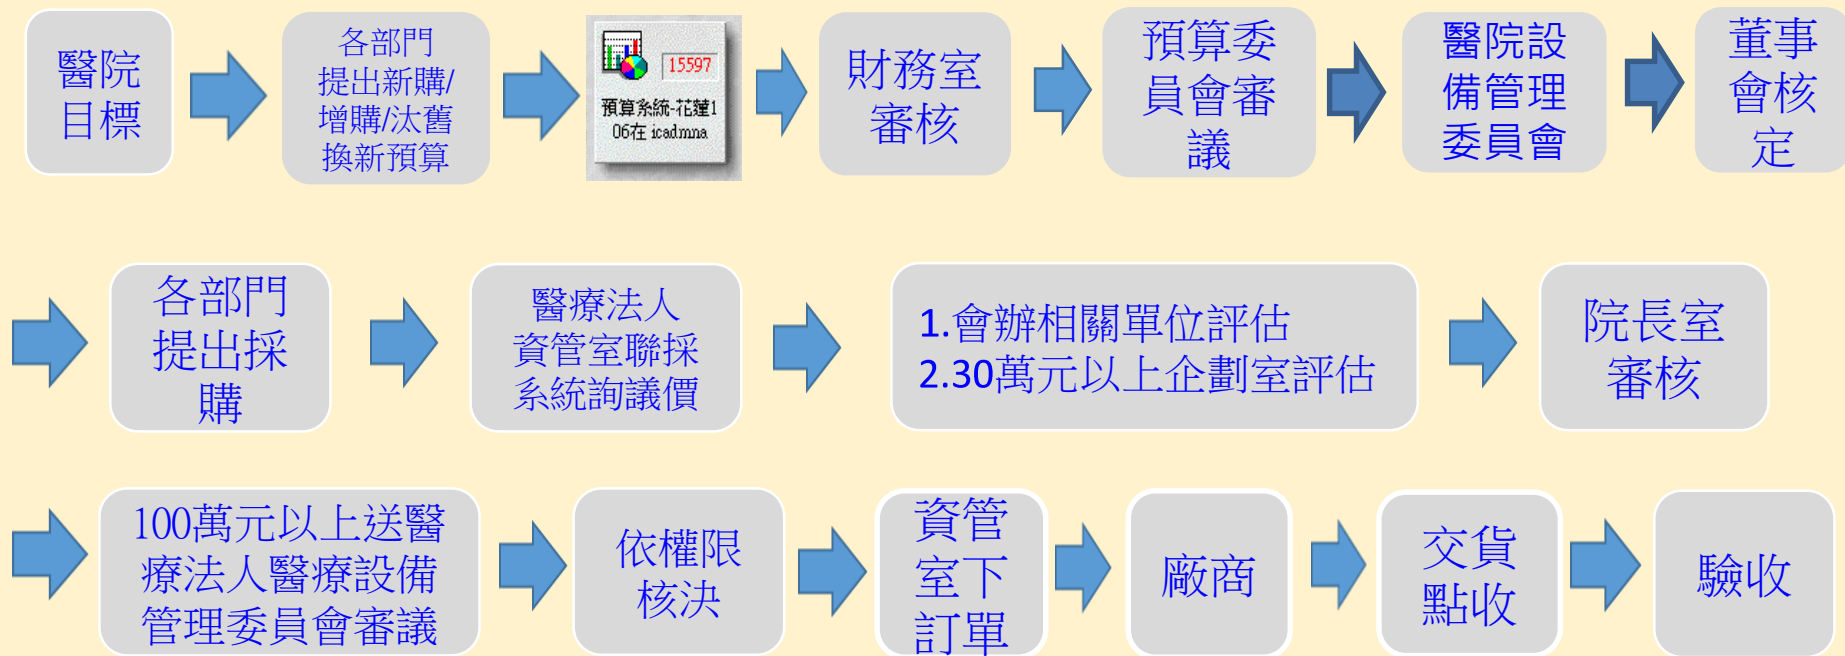 醫院
目標
各部門
提出新購/
增購/汰舊
換新預算
15597
預算系統-花蓮1
06在 icadmna
財務室
審核
預算委
員會審
議
醫院設
備管理
委員會
董事
會核
定
各部門
提出採
購
醫療法人
資管室聯採
系統詢議價
1.會辦相關單位評估
2.30萬元以上企劃室評估
院長室
審核
100萬元以上送醫
療法人醫療設備
管理委員會審議
依權限
核決
資管
室下
訂單
廠商
交貨
點收
驗收